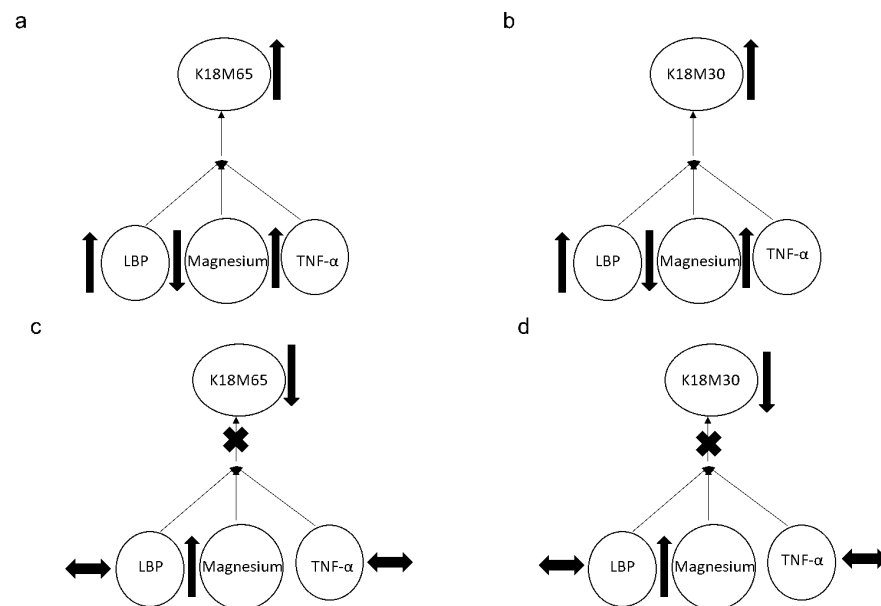 a
b
K18M65
K18M30
LBP
Magnesium
TNF-α
LBP
Magnesium
TNF-α
c
d
K18M65
K18M30
LBP
Magnesium
TNF-α
LBP
Magnesium
TNF-α